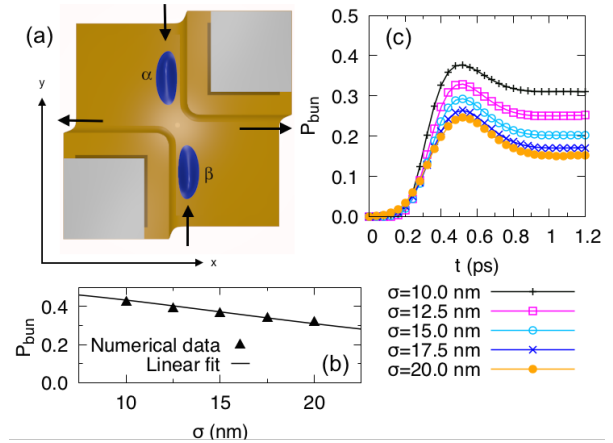 (a)
α
β
y
x
(c)
P_bun
0.5
0.4
0.3
0.2
0.1
0.0
0 0.2 0.4 0.6 0.8 1 1.2
t (ps)
(b)
P_bun
0.4
0.2
0.0
Numerical data
Linear fit
10 15 20
σ (nm)
σ=10.0 nm
σ=12.5 nm
σ=15.0 nm
σ=17.5 nm
σ=20.0 nm